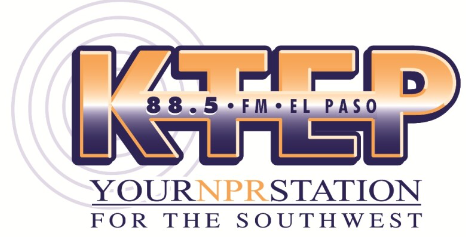 KTEP
88.5 • FM • EL PASO
YOURNPRSTATION
FOR THE SOUTHWEST